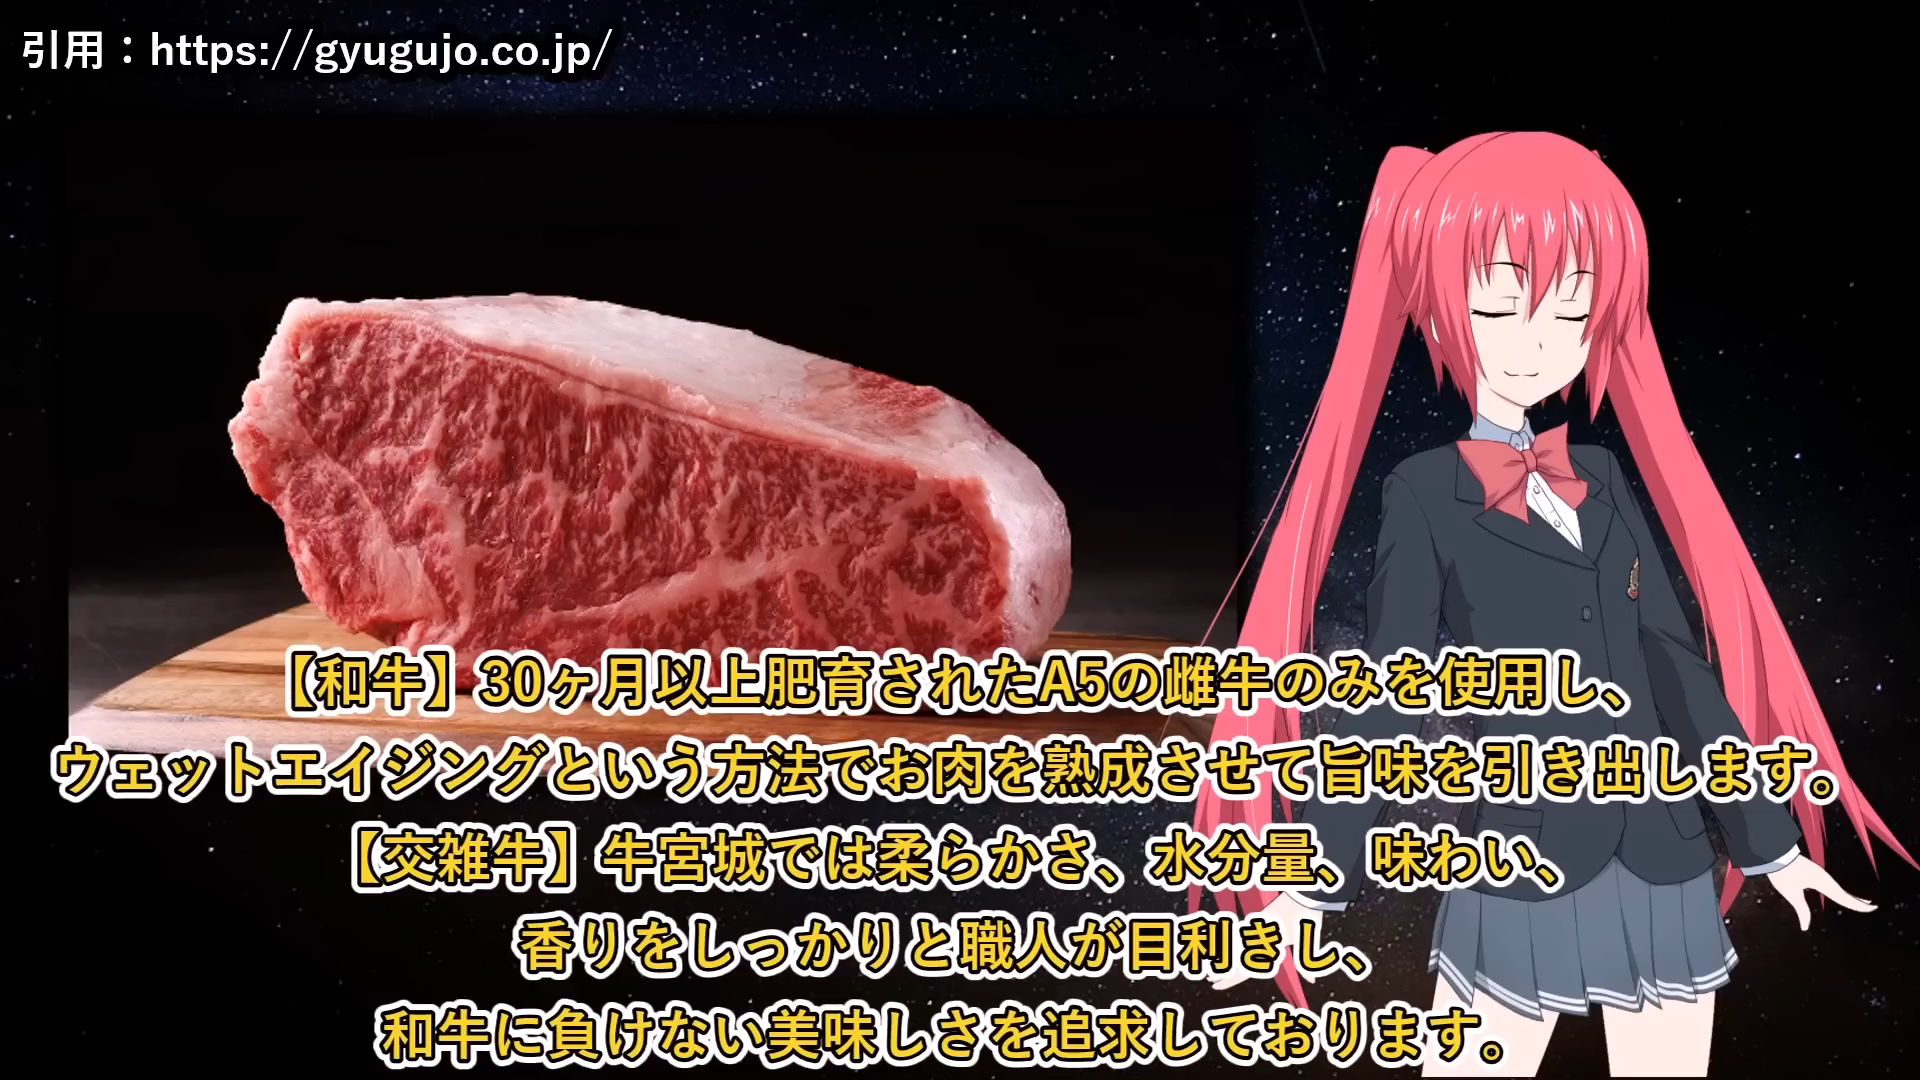 引用：https://gyugujo.co.jp/
【和牛】30ヶ月以上肥育されたA5の雌牛のみを使用し、
ウェットエイジングという方法でお肉を熟成させて旨味を引き出します。
【交雑牛】牛宮城では柔らかさ、水分量、味わい、
香りをしっかりと職人が目利きし、
和牛に負けない美味しさを追求しております。